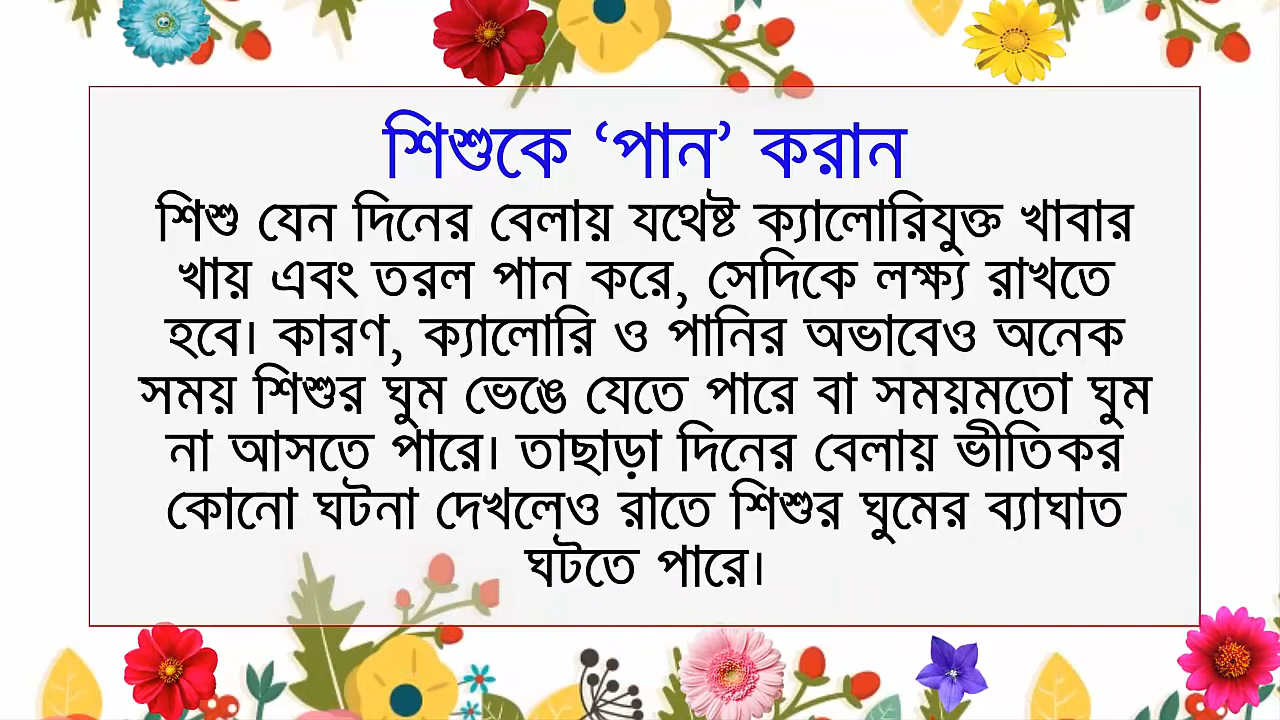 শিশুকে ‘পান’ করান
শিশু যেন দিনের বেলায় যথেষ্ট ক্যালোরিযুক্ত খাবার
খায় এবং তরল পান করে, সেদিকে লক্ষ্য রাখতে
হবে। কারণ, ক্যালোরি ও পানির অভাবেও অনেক
সময় শিশুর ঘুম ভেঙে যেতে পারে বা সময়মতো ঘুম
না আসতে পারে। তাছাড়া দিনের বেলায় ভীতিকর
কোনো ঘটনা দেখলেও রাতে শিশুর ঘুমের ব্যাঘাত
ঘটতে পারে।